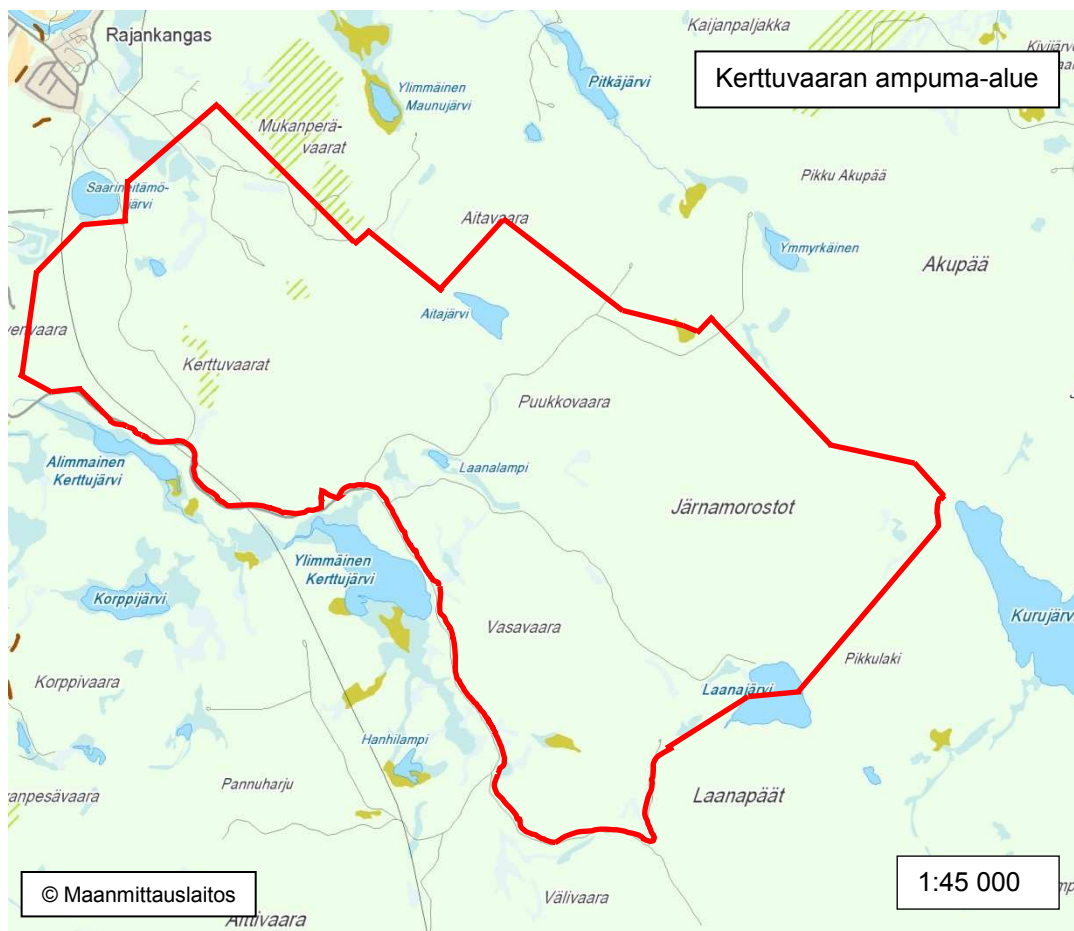 Rajankangas
Kaijanpaljakka
Kerttuvaaran ampuma-alue
Pitkäjärvi
Ylimmäinen
Maunujärvi
Mukanperä-
vaarat
Pikku Akupää
Saarineitämö-
järvi
Aitavaara
Ymmyrkäinen
Akupää
Aitajärvi
Kerttuvaarat
Puukkovaara
Alimmainen
Kerttujärvi
Laanalampi
Järnamorostot
Ylimmäinen
Kerttujärvi
Korppijärvi
Kurujärvi
Vasavaara
Pikkulaki
Korppivaara
Laanajärvi
Hanhilampi
Pannuharju
Laanapäät
© Maanmittauslaitos
Välivaara
1:45 000